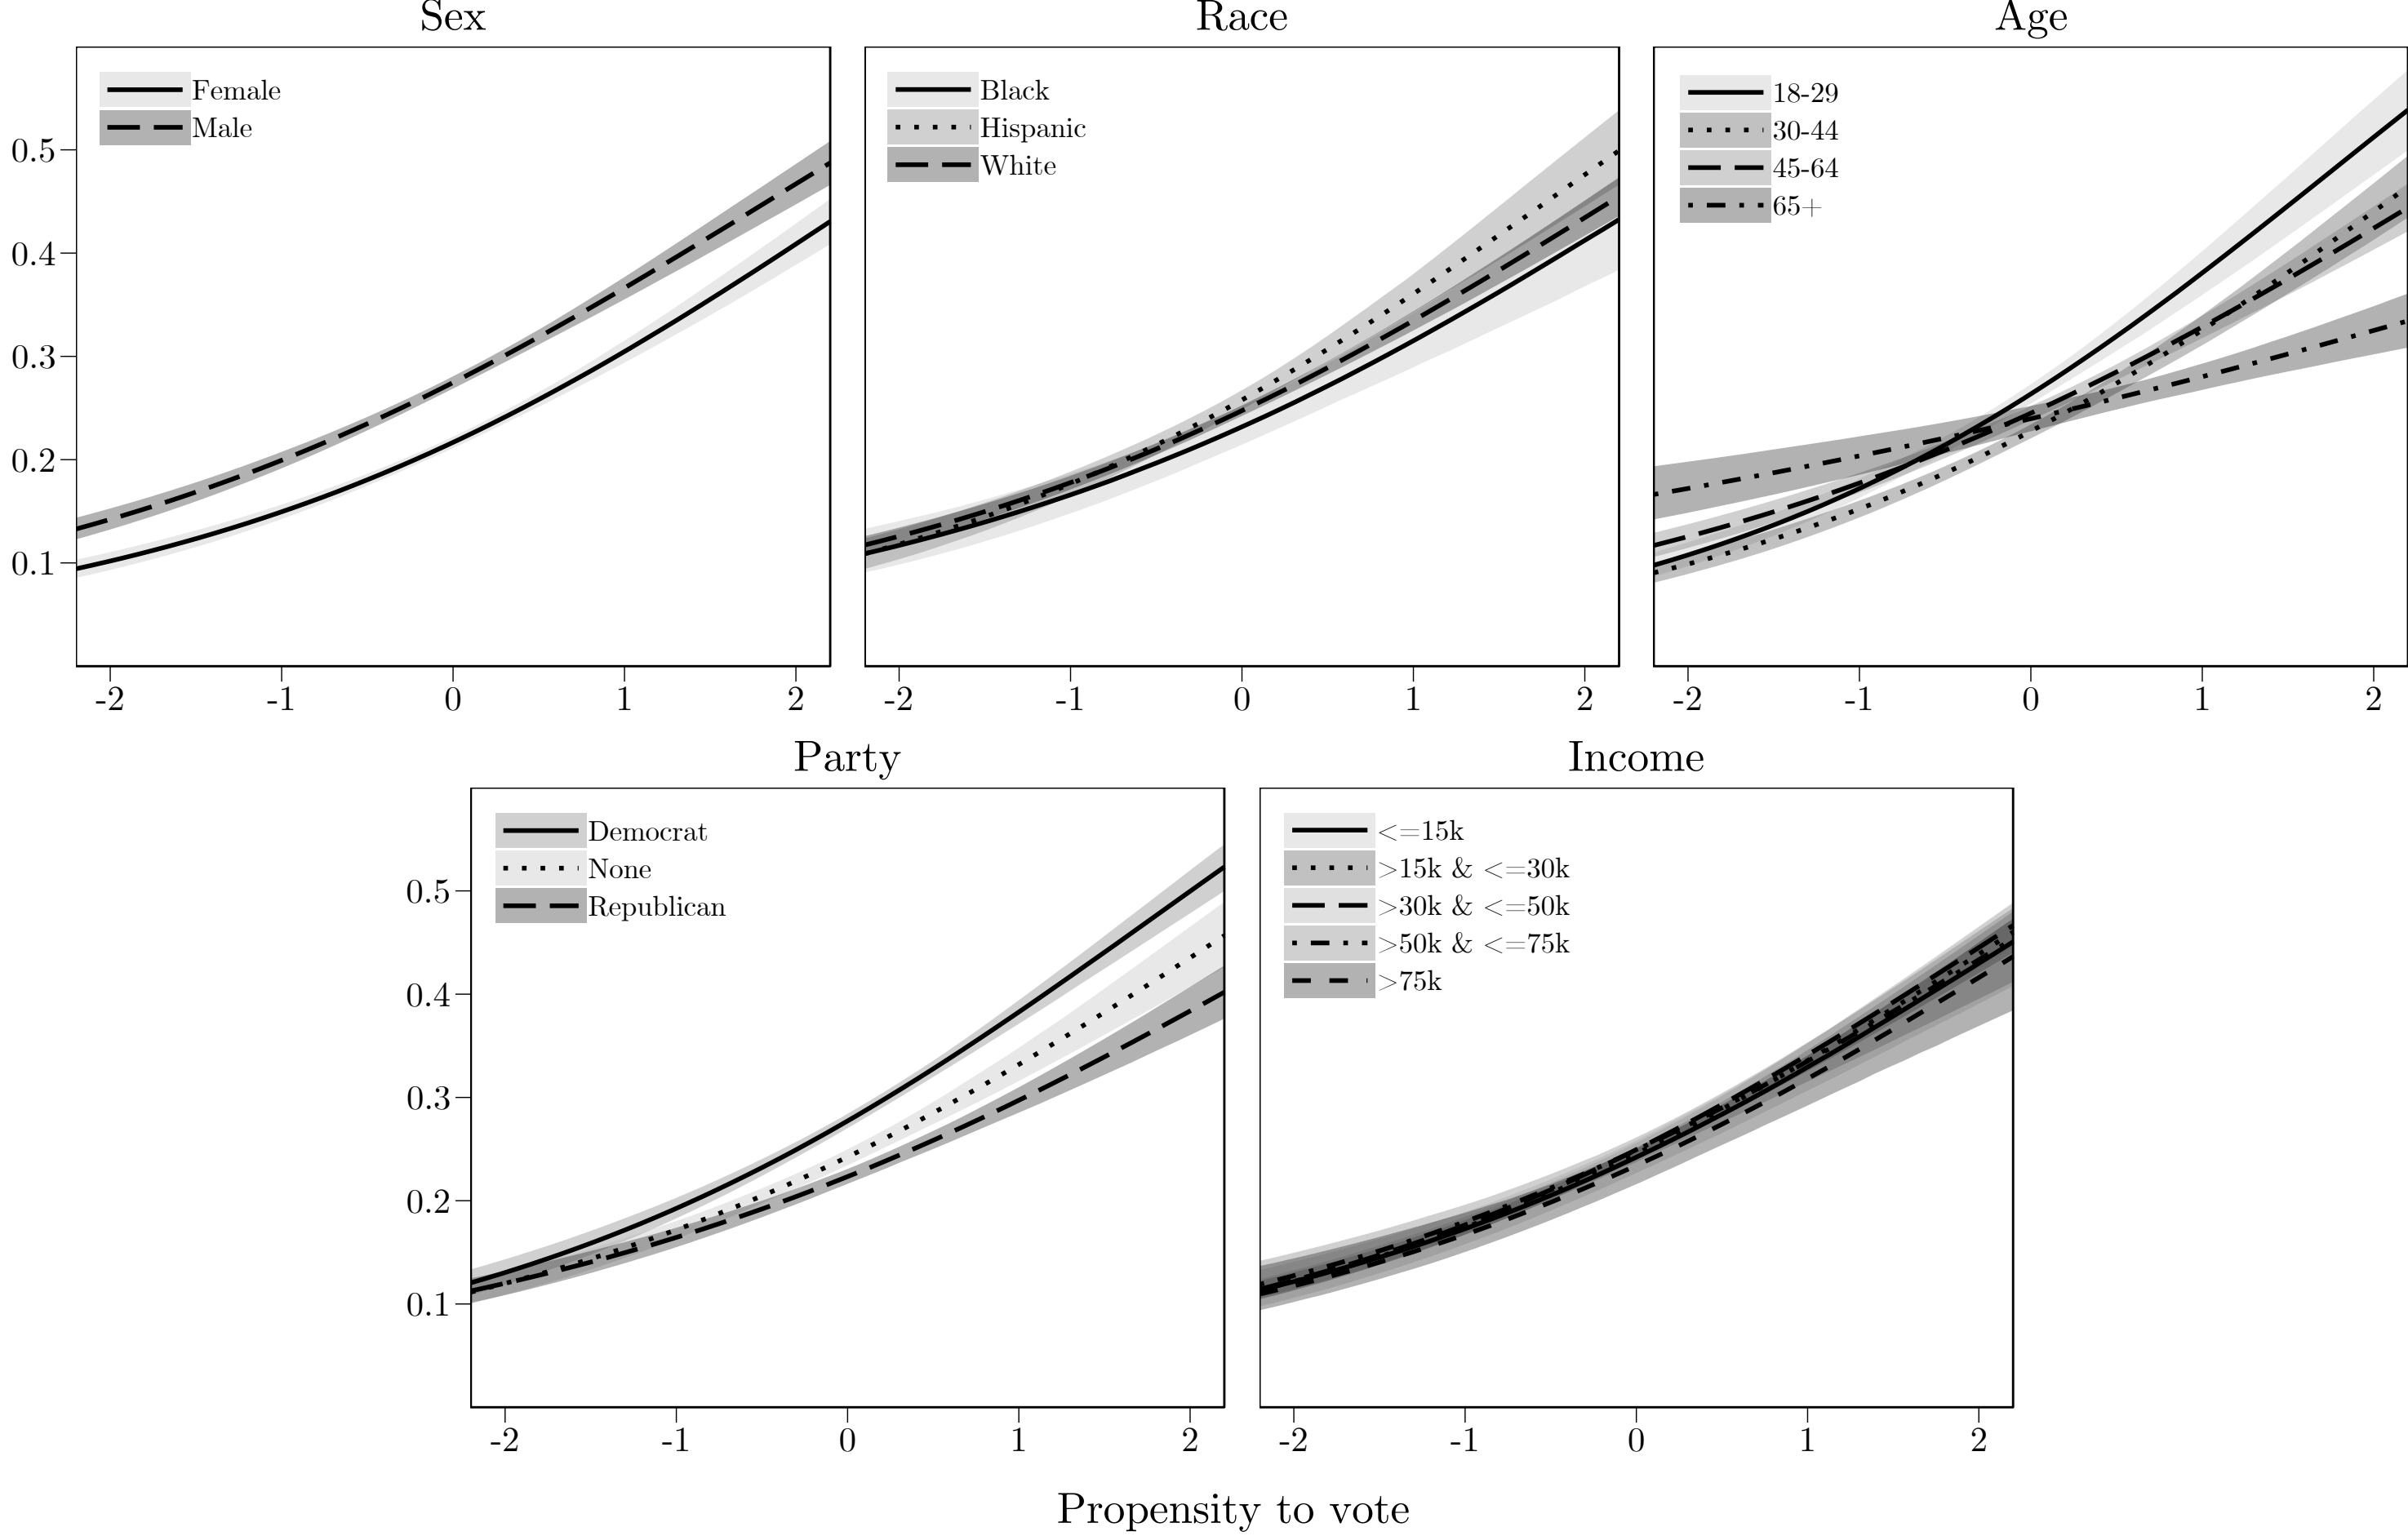 Sex Race Age
Female
Male
0.5
0.4
0.3
0.2
0.1
-2 -1 0 1 2
Black
Hispanic
White
-2 -1 0 1 2
18-29
30-44
45-64
65+
-2 -1 0 1 2
Party Income
Democrat
None
Republican
0.5
0.4
0.3
0.2
0.1
-2 -1 0 1 2
<=15k
>15k & <=30k
>30k & <=50k
>50k & <=75k
>75k
-2 -1 0 1 2
Propensity to vote